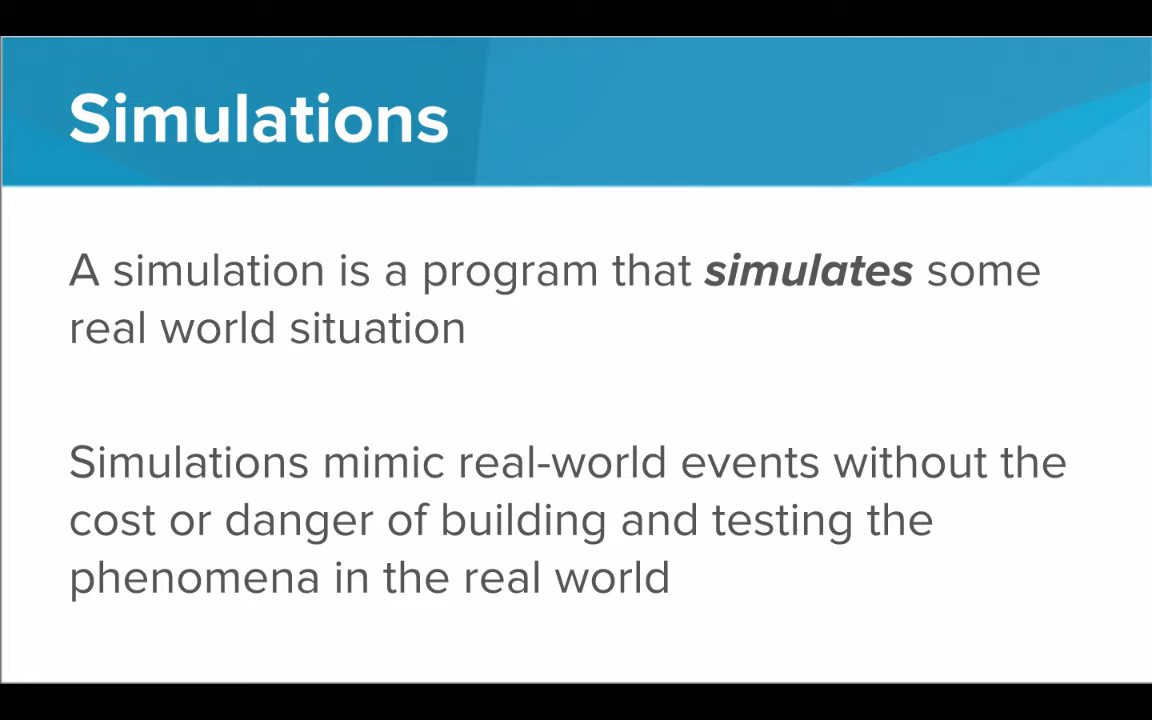 Simulations
A simulation is a program that simulates some
real world situation
Simulations mimic real-world events without the
cost or danger of building and testing the
phenomena in the real world